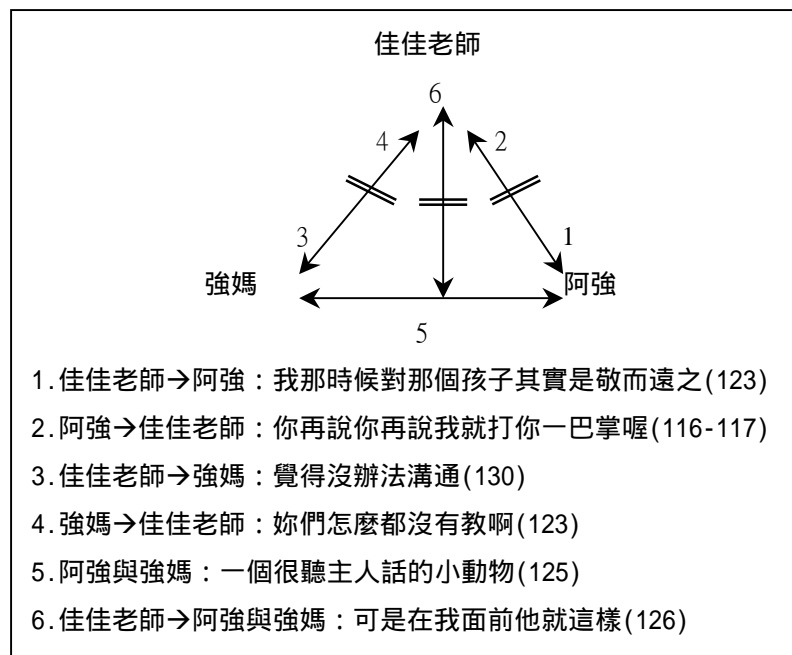 佳佳老師
6
4
2
3
1
強媽
阿強
5
1.佳佳老師→阿強：我那時候對那個孩子其實是敬而遠之(123)
2.阿強→佳佳老師：你再說你再說我就打你一巴掌喔(116-117)
3.佳佳老師→強媽：覺得沒辦法溝通(130)
4.強媽→佳佳老師：妳們怎麼都沒有教啊(123)
5.阿強與強媽：一個很聽主人話的小動物(125)
6.佳佳老師→阿強與強媽：可是在我面前他就這樣(126)